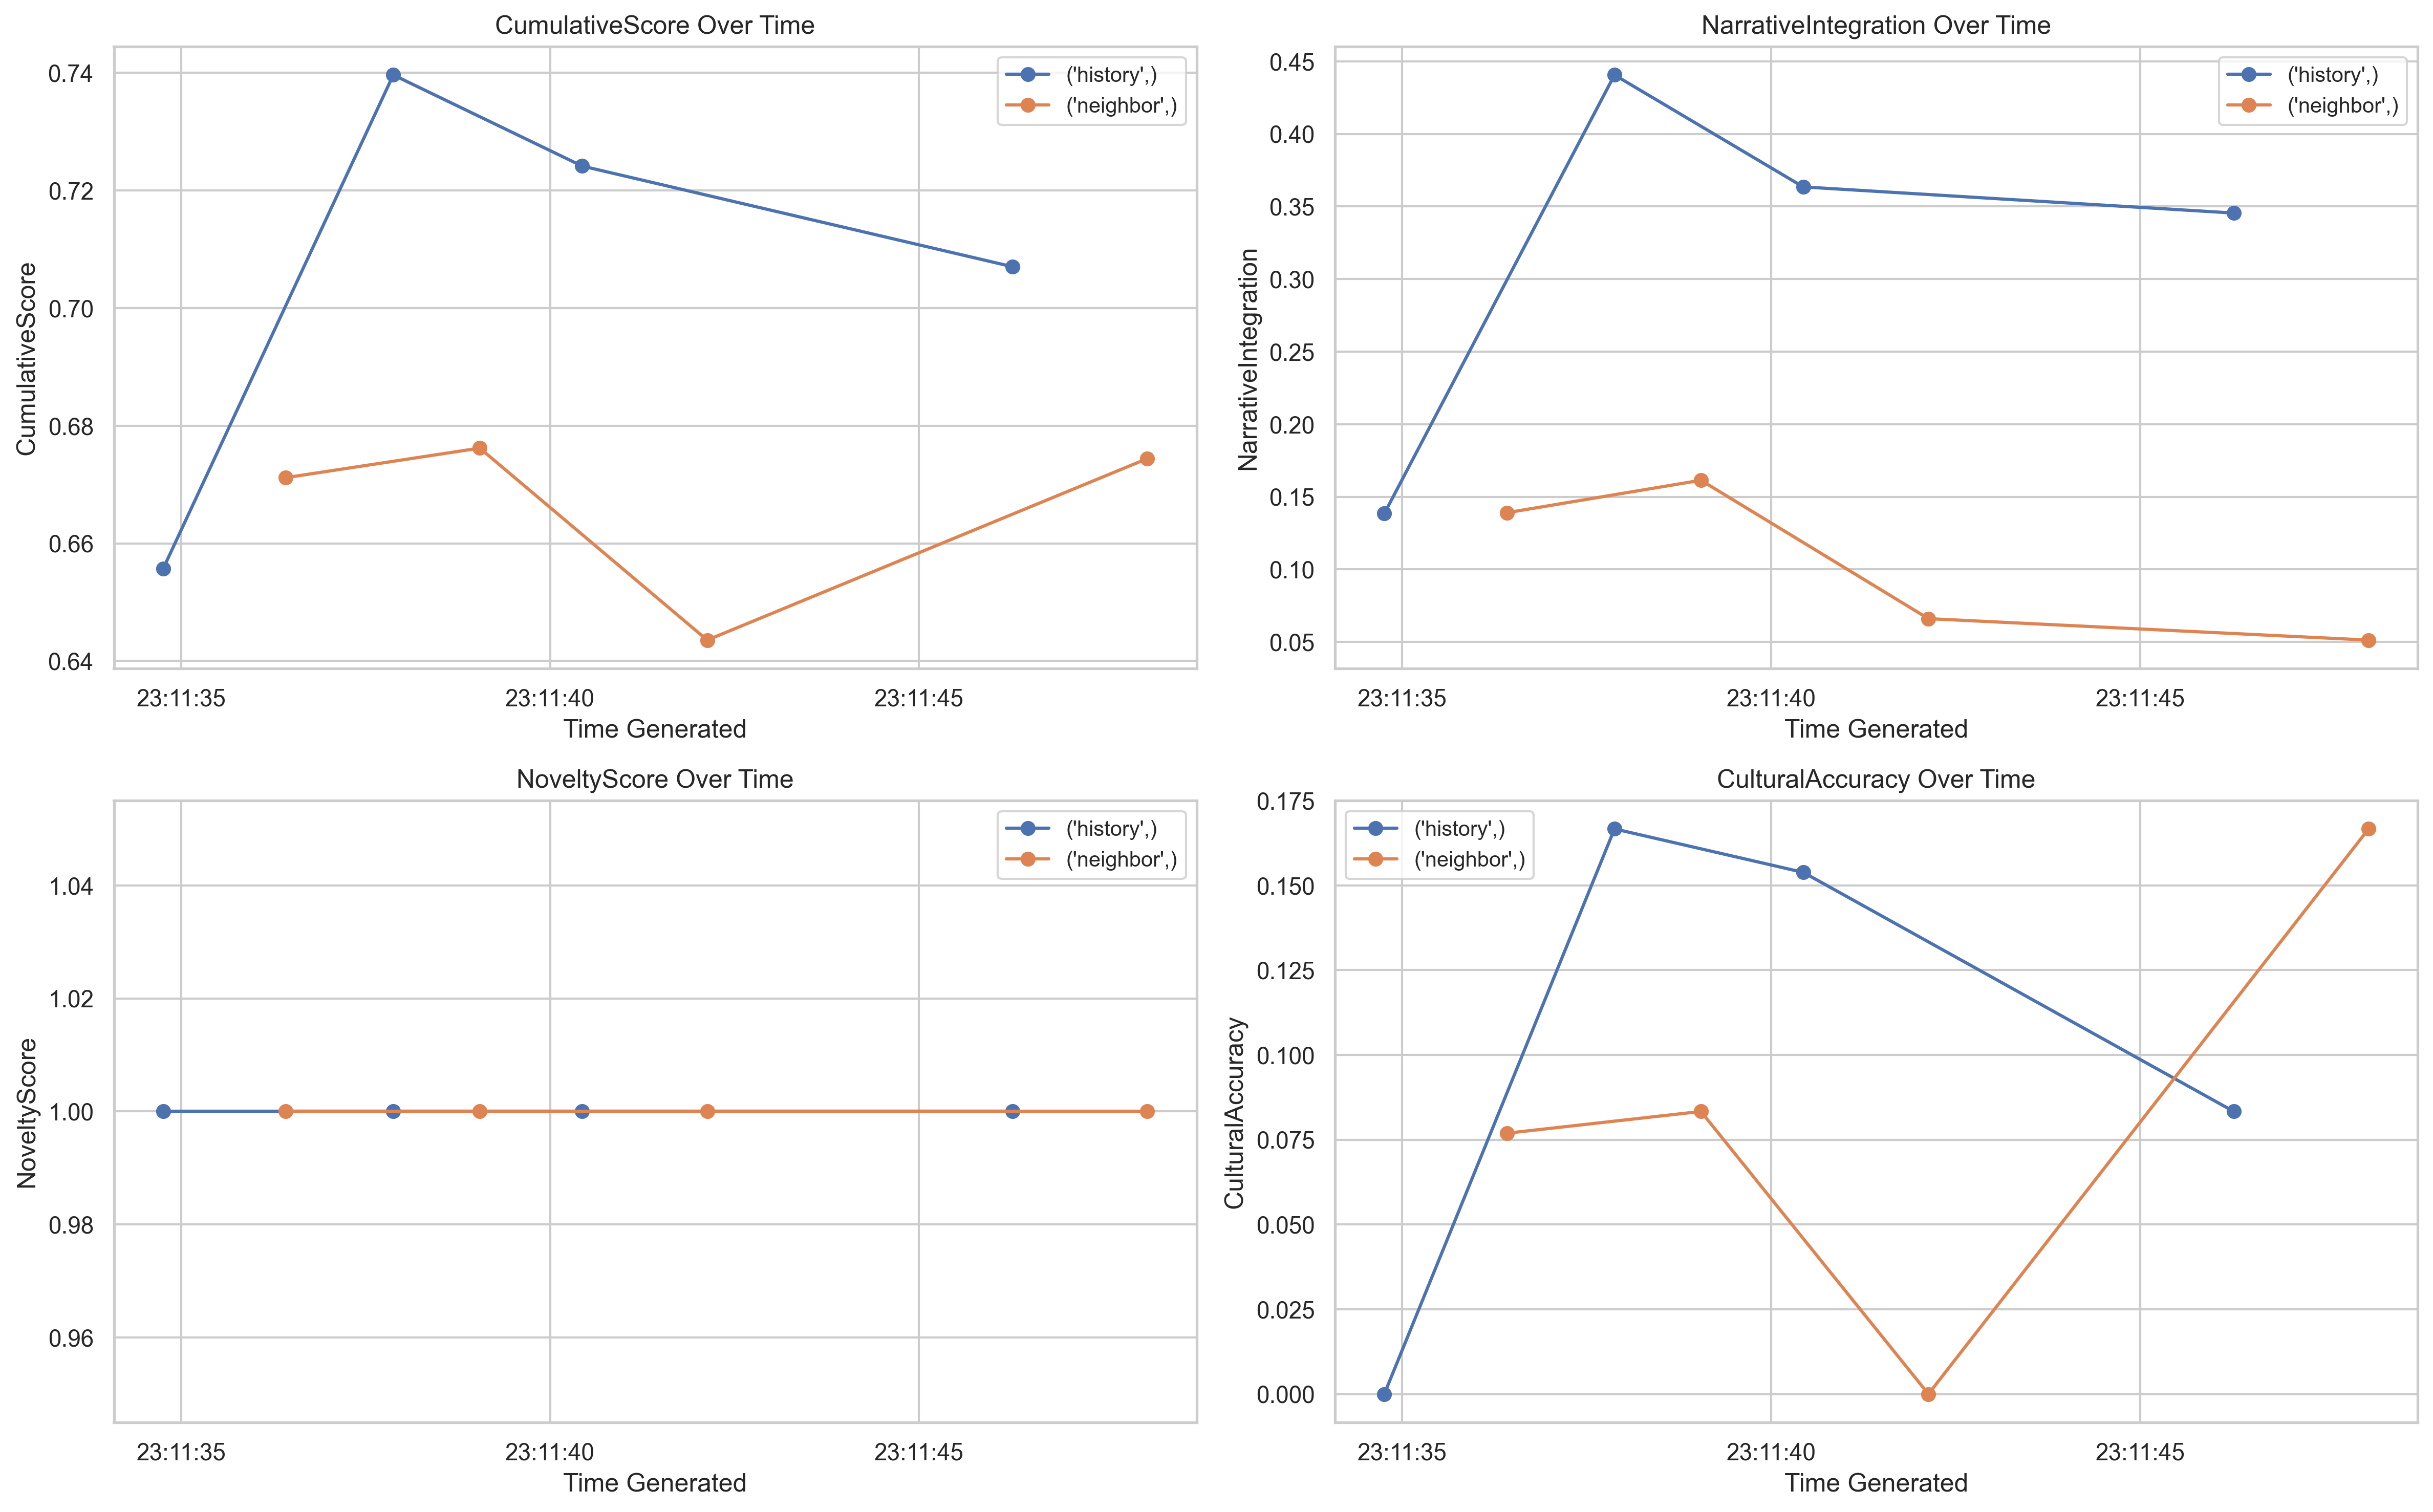 CumulativeScore Over Time
CumulativeScore
0.74
0.72
0.70
0.68
0.66
0.64
('history',)
('neighbor',)
23:11:35
23:11:40
23:11:45
Time Generated
NarrativeIntegration Over Time
NarrativeIntegration
0.45
0.40
0.35
0.30
0.25
0.20
0.15
0.10
0.05
('history',)
('neighbor',)
23:11:35
23:11:40
23:11:45
Time Generated
NoveltyScore Over Time
NoveltyScore
1.04
1.02
1.00
0.98
0.96
('history',)
('neighbor',)
23:11:35
23:11:40
23:11:45
Time Generated
CulturalAccuracy Over Time
CulturalAccuracy
0.175
0.150
0.125
0.100
0.075
0.050
0.025
0.000
('history',)
('neighbor',)
23:11:35
23:11:40
23:11:45
Time Generated